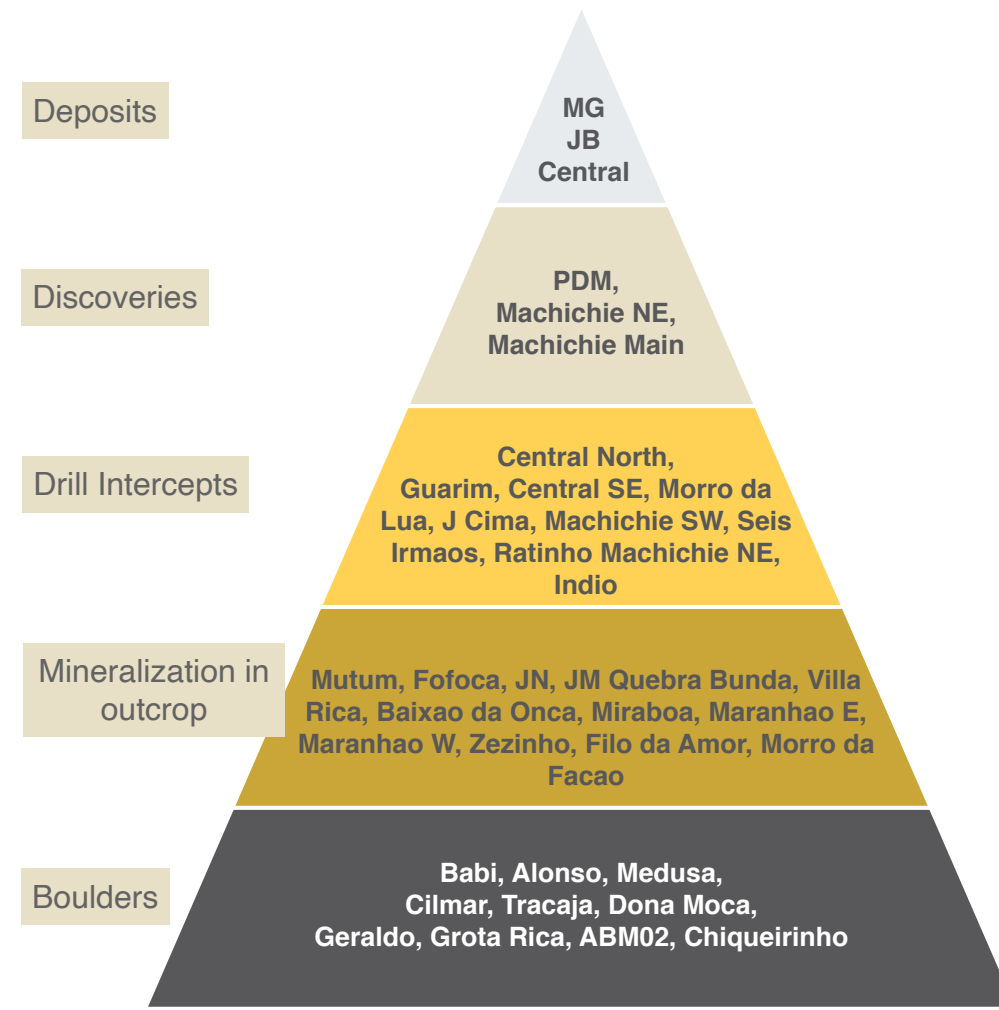 Deposits
MG
JB
Central
Discoveries
PDM,
Machichie NE,
Machichie Main
Drill Intercepts
Central North,
Guarim, Central SE, Morro da
Lua, J Cima, Machichie SW, Seis
Irmaos, Ratinho Machichie NE,
Indio
Mineralization in
outcrop
Mutum, Fofoca, JN, JM Quebra Bunda, Villa
Rica, Baixao da Onca, Miraboa, Maranhao E,
Maranhao W, Zezinho, Filo da Amor, Morro da
Facao
Boulders
Babi, Alonso, Medusa,
Cilmar, Tracaja, Dona Moca,
Geraldo, Grota Rica, ABM02, Chiqueirinho